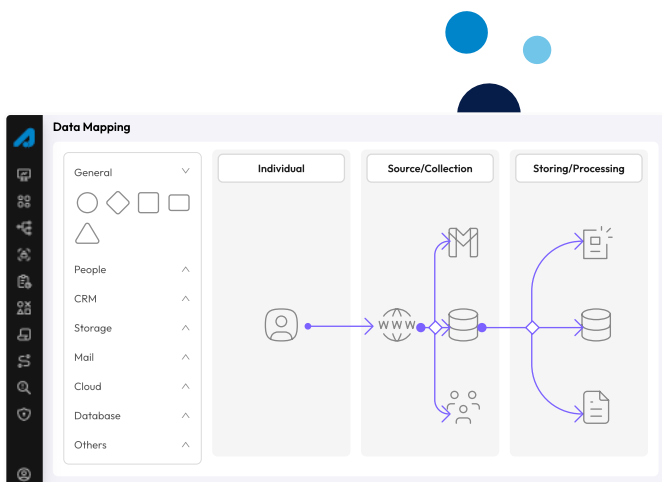 Data Mapping
General
Individual
Source/Collection
Storing/Processing
People
CRM
Storage
Mail
Cloud
Database
Others
WWW